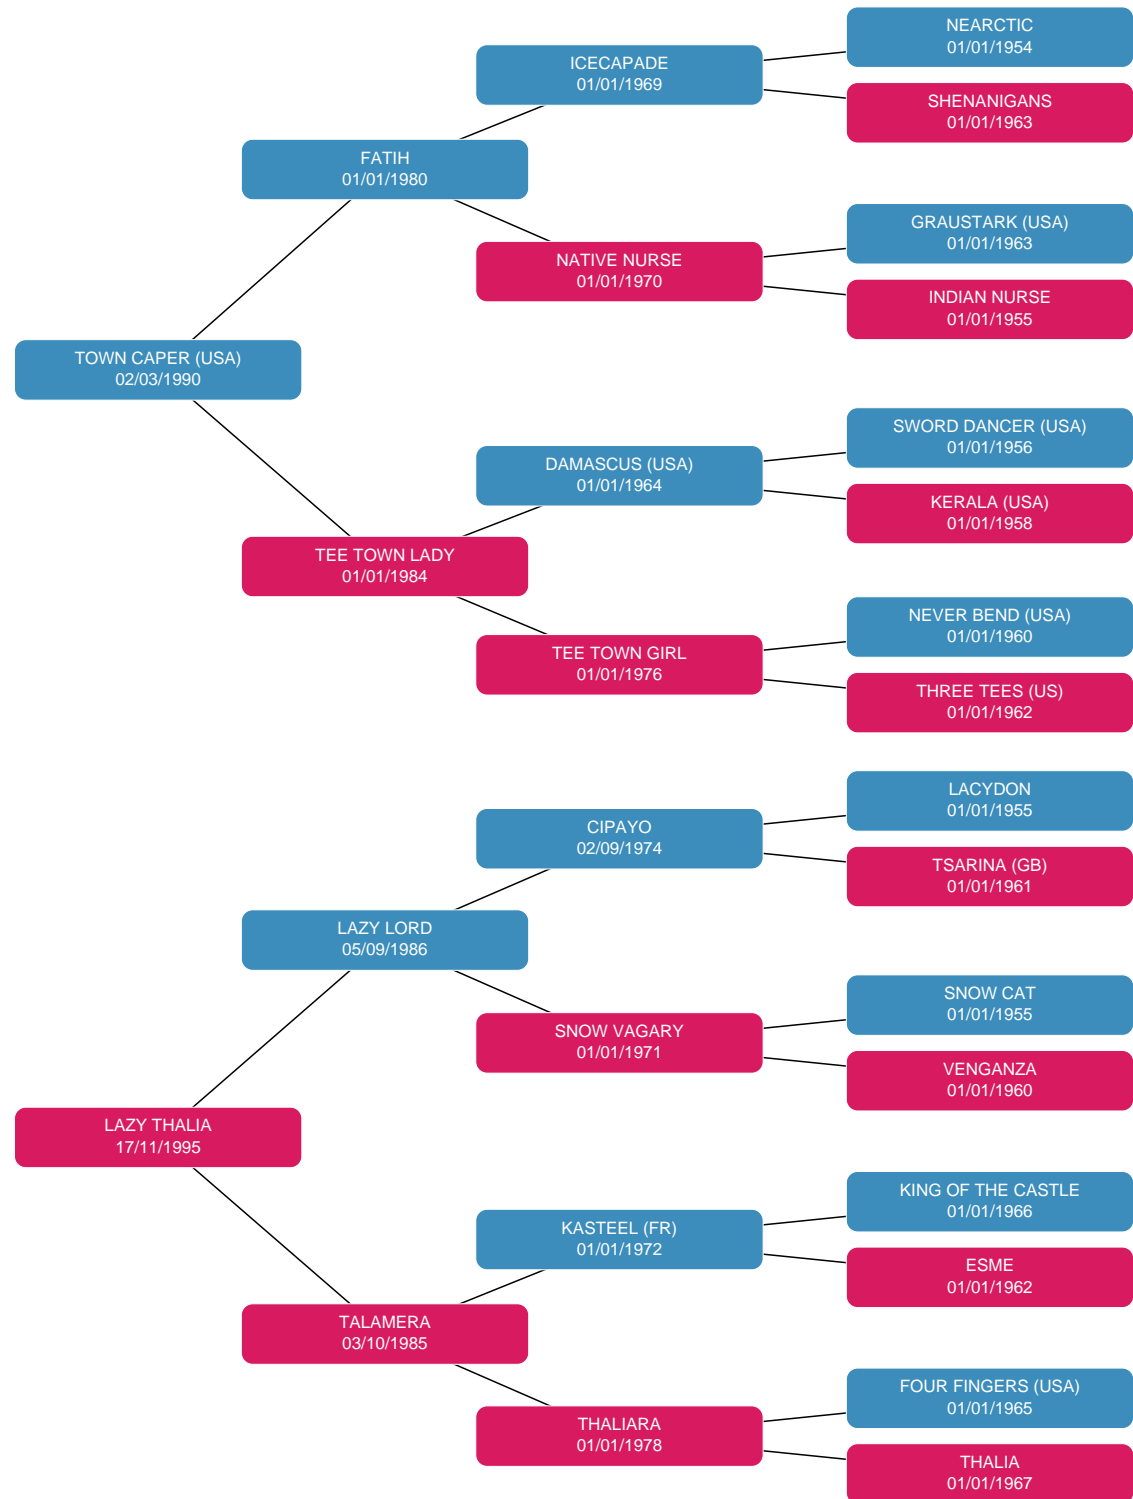 NEARCTIC
01/01/1954
ICECAPADE
01/01/1969
SHENANIGANS
01/01/1963
FATIH
01/01/1980
GRAUSTARK (USA)
01/01/1963
NATIVE NURSE
01/01/1970
INDIAN NURSE
01/01/1955
TOWN CAPER (USA)
02/03/1990
SWORD DANCER (USA)
01/01/1956
DAMASCUS (USA)
01/01/1964
KERALA (USA)
01/01/1958
TEE TOWN LADY
01/01/1984
NEVER BEND (USA)
01/01/1960
TEE TOWN GIRL
01/01/1976
THREE TEES (US)
01/01/1962
LACYDON
01/01/1955
CIPAYO
02/09/1974
TSARINA (GB)
01/01/1961
LAZY LORD
05/09/1986
SNOW CAT
01/01/1955
SNOW VAGARY
01/01/1971
VENGANZA
01/01/1960
LAZY THALIA
17/11/1995
KING OF THE CASTLE
01/01/1966
KASTEEL (FR)
01/01/1972
ESME
01/01/1962
TALAMERA
03/10/1985
FOUR FINGERS (USA)
01/01/1965
THALIARA
01/01/1978
THALIA
01/01/1967